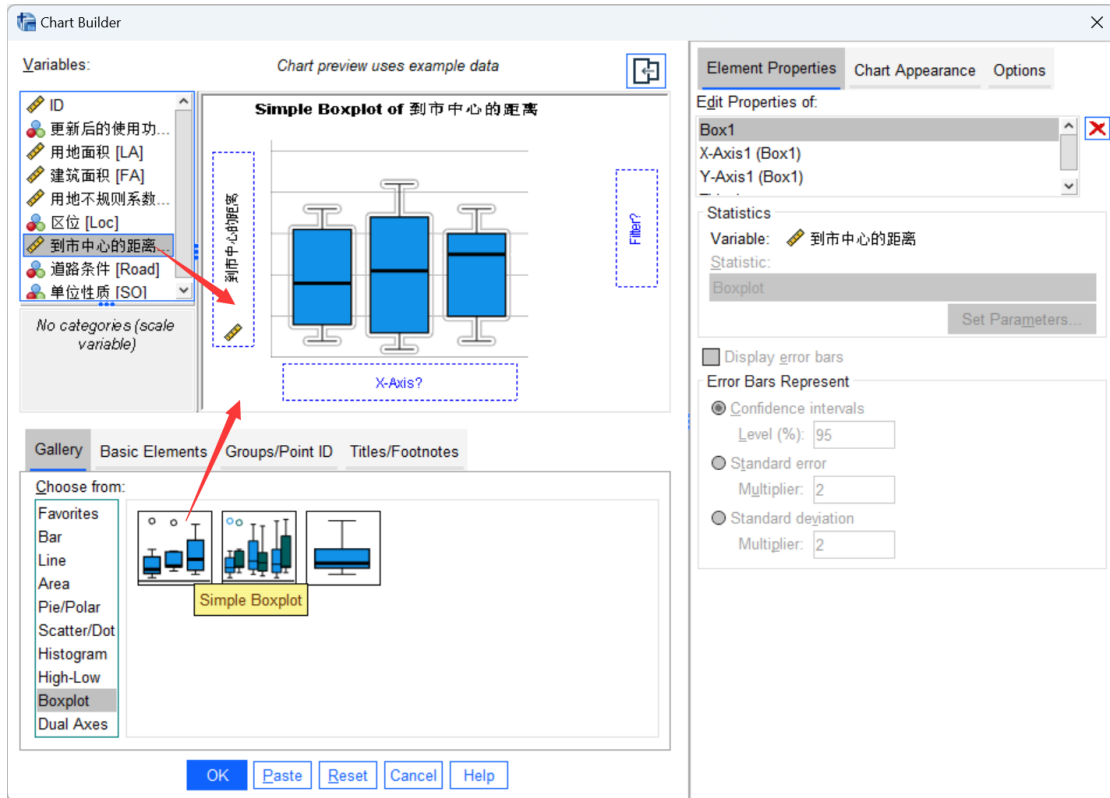 Chart Builder
Variables:
Chart preview uses example data
ID
更新后的使用功...
用地面积 [LA]
建筑面积 [FA]
用地不规则系数...
区位 [Loc]
到市中心的距离...
道路条件 [Road]
单位性质 [SO]
No categories (scale
variable)
Simple Boxplot of 到市中心的距离
到市中心的距离
Filter?
X-Axis?
Gallery
Basic Elements
Groups/Point ID
Titles/Footnotes
Choose from:
Favorites
Bar
Line
Area
Pie/Polar
Scatter/Dot
Histogram
High-Low
Boxplot
Dual Axes
Simple Boxplot
OK
Paste
Reset
Cancel
Help
Element Properties
Chart Appearance
Options
Edit Properties of:
Box1
X-Axis1 (Box1)
Y-Axis1 (Box1)
Statistics
Variable: 到市中心的距离
Statistic:
Boxplot
Set Parameters...
Display error bars
Error Bars Represent
Confidence intervals
Level (%): 95
Standard error
Multiplier: 2
Standard deviation
Multiplier: 2